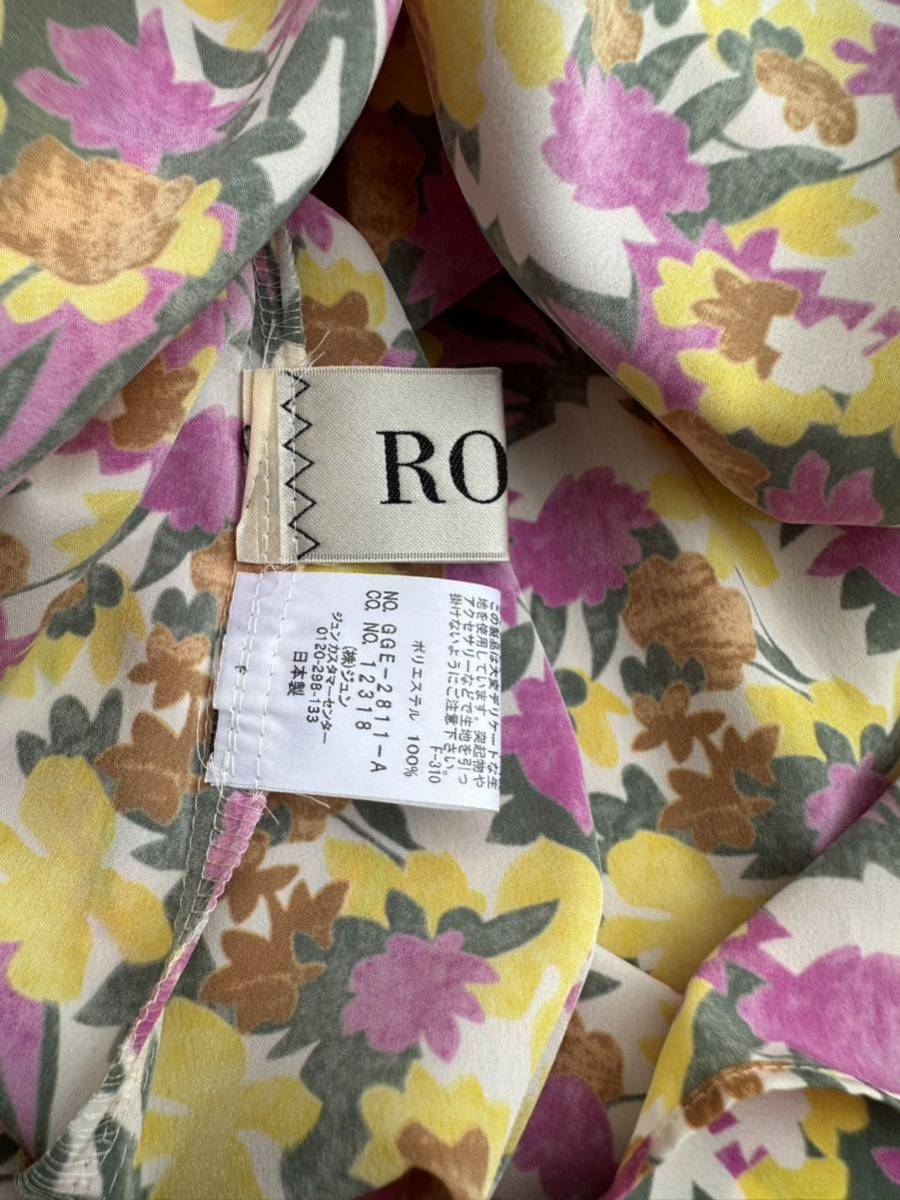 RO
この製品は大変デリケートな生
地を使用しています。突起物や
アクセサリーなどで生地を引っ
掛けないようにご注意下さい。
F-310
ポリエステル 100%
NO. GGE-2811-A
CO. NO. 12318
(株)ジュン
ジュンカスタマーセンター
0120-298-133
日本製
F